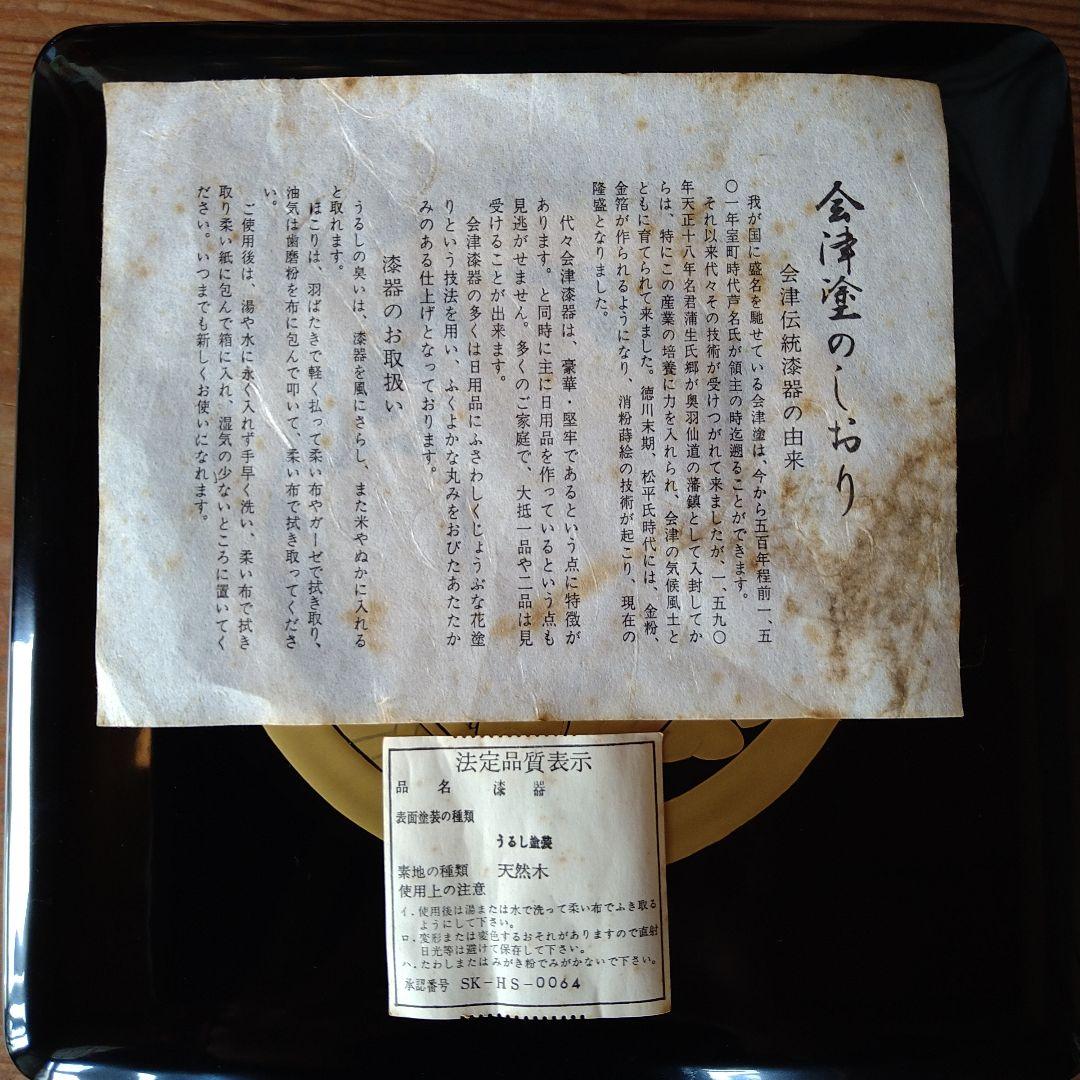 会津塗のしおり
会津伝統漆器の由来
我が国に盛名を馳せている会津塗は、今から五百年程前一、五
〇一年室町時代芦名氏が領主の時迄遡ることができます。
それ以来代々その技術が受けつがれて来ましたが、一、五九〇
年天正十八年名君蒲生氏郷が奥羽仙道の藩鎮として入封してか
らは、特にこの産業の培養に力を入れられ、会津の気候風土と
ともに育てられて来ました。徳川末期、松平氏時代には、金粉、
金箔が作られるようになり、消粉蒔絵の技術が起こり、現在の
隆盛となりました。
代々会津漆器は、豪華・堅牢であるという点に特徴が
あります。と同時に主に日用品を作っているという点も
見逃がせません。多くのご家庭で、大抵一品や二品は見
受けることが出来ます。
会津漆器の多くは日用品にふさわしくじょうぶな花塗
りという技法を用い、ふくよかな丸みをおびたあたたか
みのある仕上げとなっております。
漆器のお取扱い
うるしの臭いは、漆器を風にさらし、また米やぬかに入れる
と取れます。
ほこりは、羽ばたきで軽く払って柔い布やガーゼで拭き取り、
油気は歯磨粉を布に包んで叩いて、柔い布で拭き取ってくださ
い。
ご使用後は、湯や水に永く入れず手早く洗い、柔い布で拭き
取り柔い紙に包んで箱に入れ、湿気の少ないところに置いてく
ださい。いつまでも新しくお使いになれます。
法定品質表示
品名 漆器
表面塗装の種類
うるし塗装
素地の種類 天然木
使用上の注意
イ．使用後は湯または水で洗って柔い布でふき取る
ようにして下さい。
ロ．変形または変色するおそれがありますので直射
日光等は避けて保存して下さい。
ハ．たわしまたはみがき粉でみがかないで下さい。
承認番号 SK-HS-0064